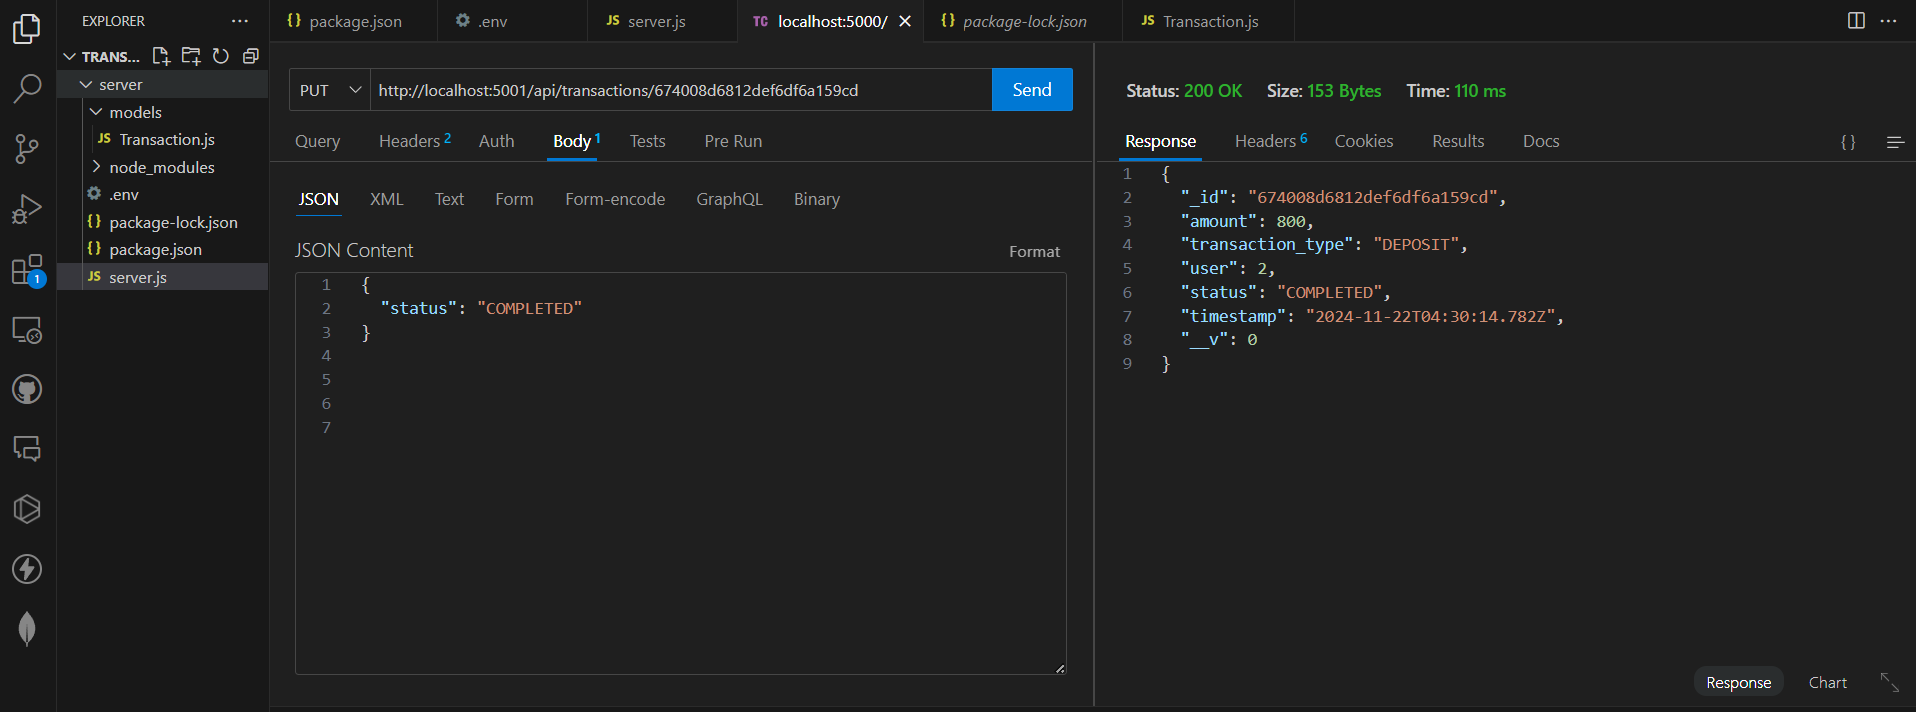 EXPLORER
TRANS...
server
models
JS Transaction.js
node_modules
.env
{} package-lock.json
{} package.json
JS server.js
1
{} package.json
.env
JS server.js
TC localhost:5000/
{} package-lock.json
JS Transaction.js
PUT
http://localhost:5001/api/transactions/674008d6812def6df6a159cd
Send
Query
Headers 2
Auth
Body 1
Tests
Pre Run
JSON
XML
Text
Form
Form-encode
GraphQL
Binary
JSON Content
Format
1 {
2 "status": "COMPLETED"
3 }
4
5
6
7
Status: 200 OK Size: 153 Bytes Time: 110 ms
Response
Headers 6
Cookies
Results
Docs
{}
1 {
2 "_id": "674008d6812def6df6a159cd",
3 "amount": 800,
4 "transaction_type": "DEPOSIT",
5 "user": 2,
6 "status": "COMPLETED",
7 "timestamp": "2024-11-22T04:30:14.782Z",
8 "__v": 0
9 }
Response
Chart